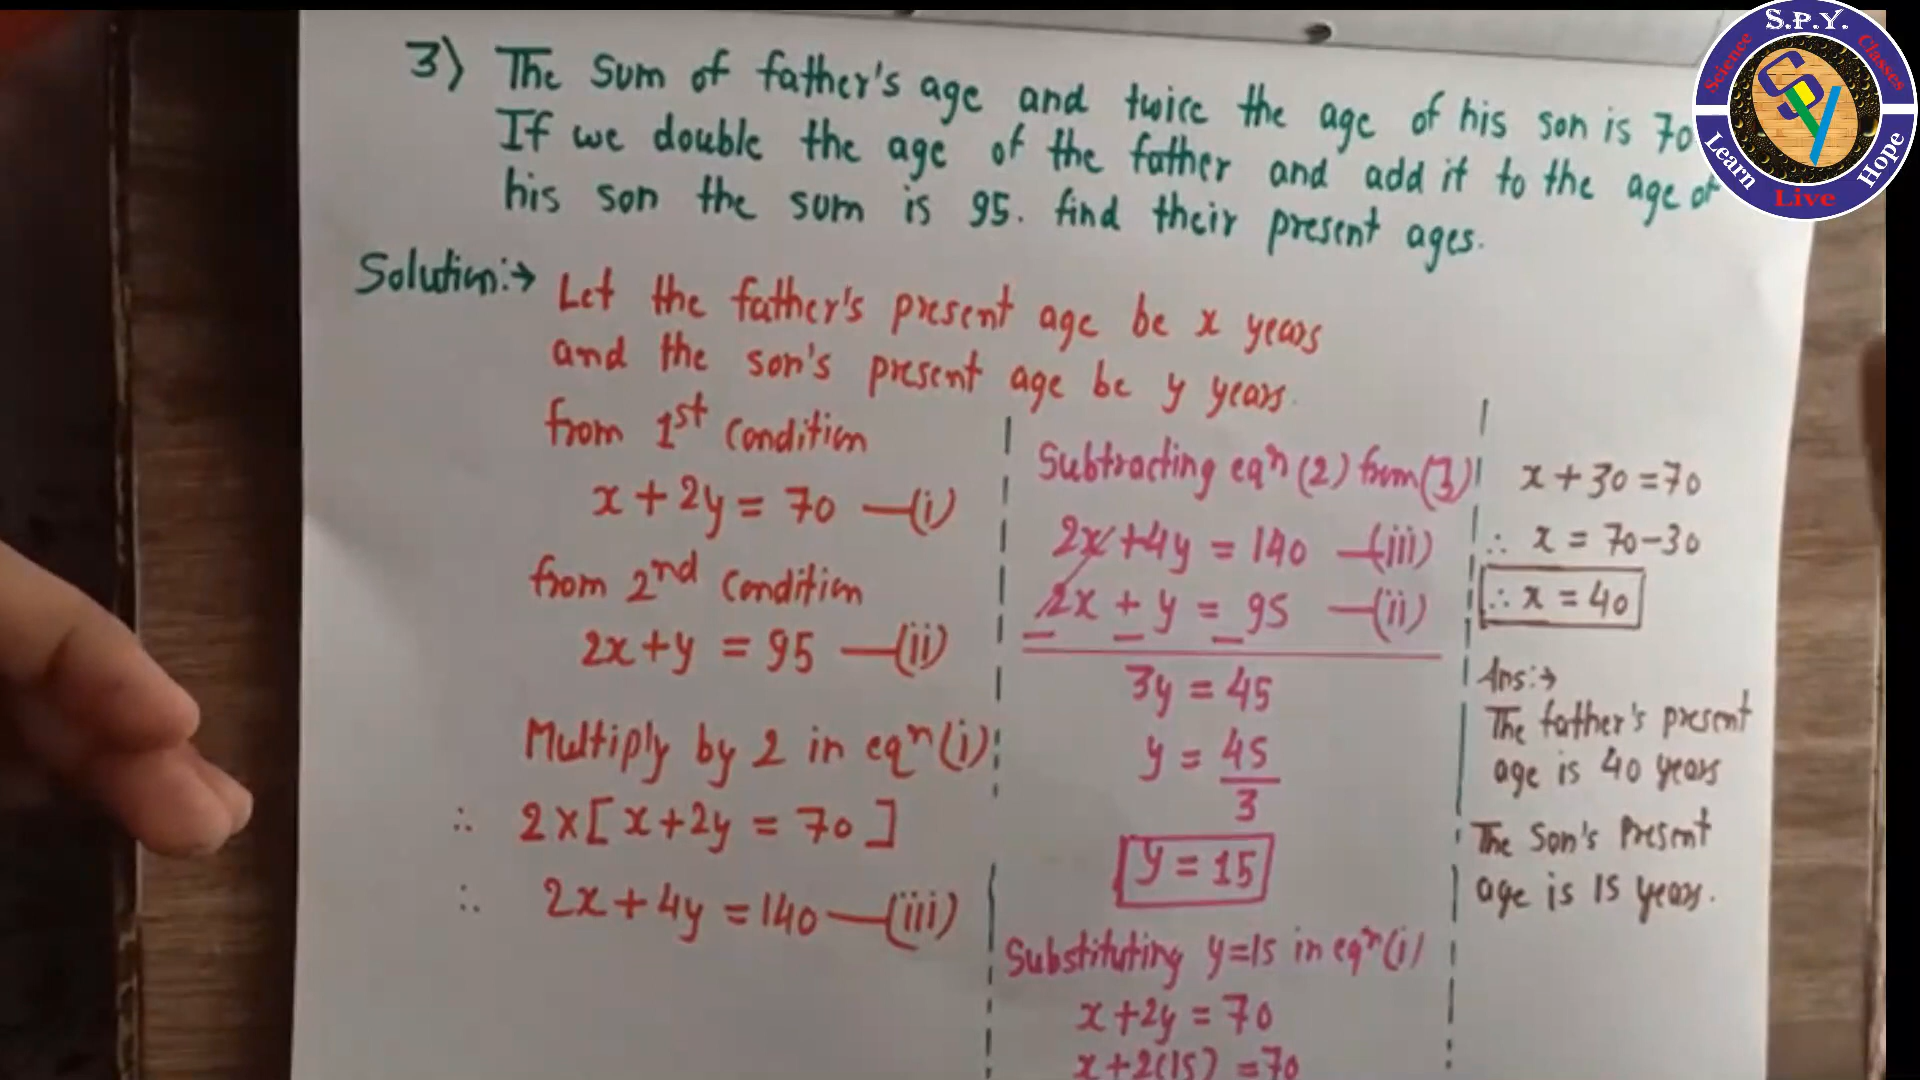 3) The Sum of father's age and twice the age of his son is 70
If we double the age of the father and add it to the age of
his son the sum is 95. find their present ages.
Solution:→ Let the father's present age be x years
and the son's present age be y years.
from 1st Condition
x + 2y = 70 —(i)
from 2nd Condition
2x + y = 95 —(ii)
Multiply by 2 in eqn (i)
∴ 2x[x+2y = 70]
∴ 2x + 4y = 140 —(iii)
Subtracting eqn (2) from (3)
2x + 4y = 140 —(iii)
2x + y = 95 —(ii)
— — —
3y = 45
y = 45
3
y = 15
Substituting y=15 in eqn (i)
x + 2y = 70
x + 2(15) = 70
x + 30 = 70
∴ x = 70 - 30
∴ x = 40
Ans:→
The father's present
age is 40 years
The Son's Present
age is 15 years.
S.P.Y.
Science Classes
SPY
Learn Live Hope